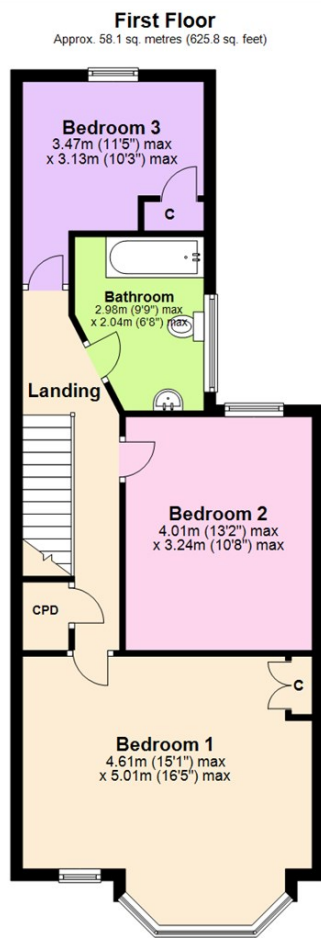 First Floor
Approx. 58.1 sq. metres (625.8 sq. feet)
Bedroom 3
3.47m (11'5") max
x 3.13m (10'3") max
C
Bathroom
2.98m (9'9") max
x 2.04m (6'8") max
Landing
Bedroom 2
4.01m (13'2") max
x 3.24m (10'8") max
CPD
C
Bedroom 1
4.61m (15'1") max
x 5.01m (16'5") max